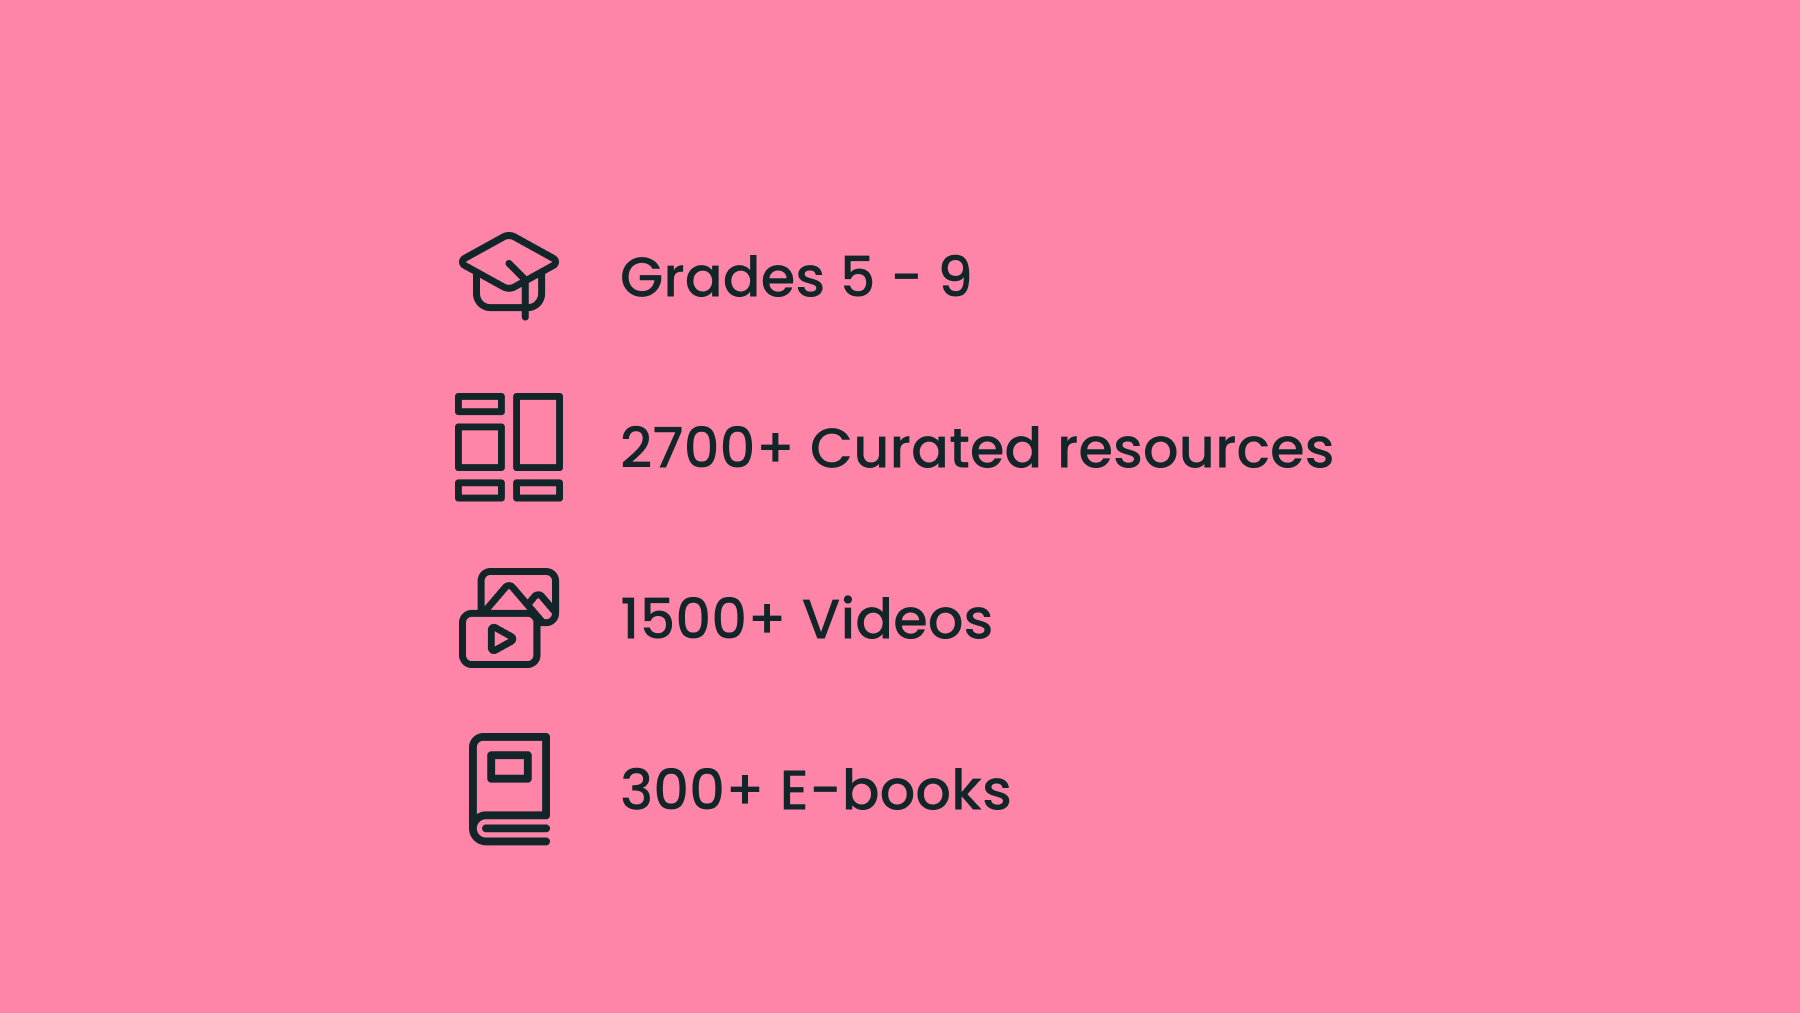 Grades 5 - 9
2700+ Curated resources
1500+ Videos
300+ E-books